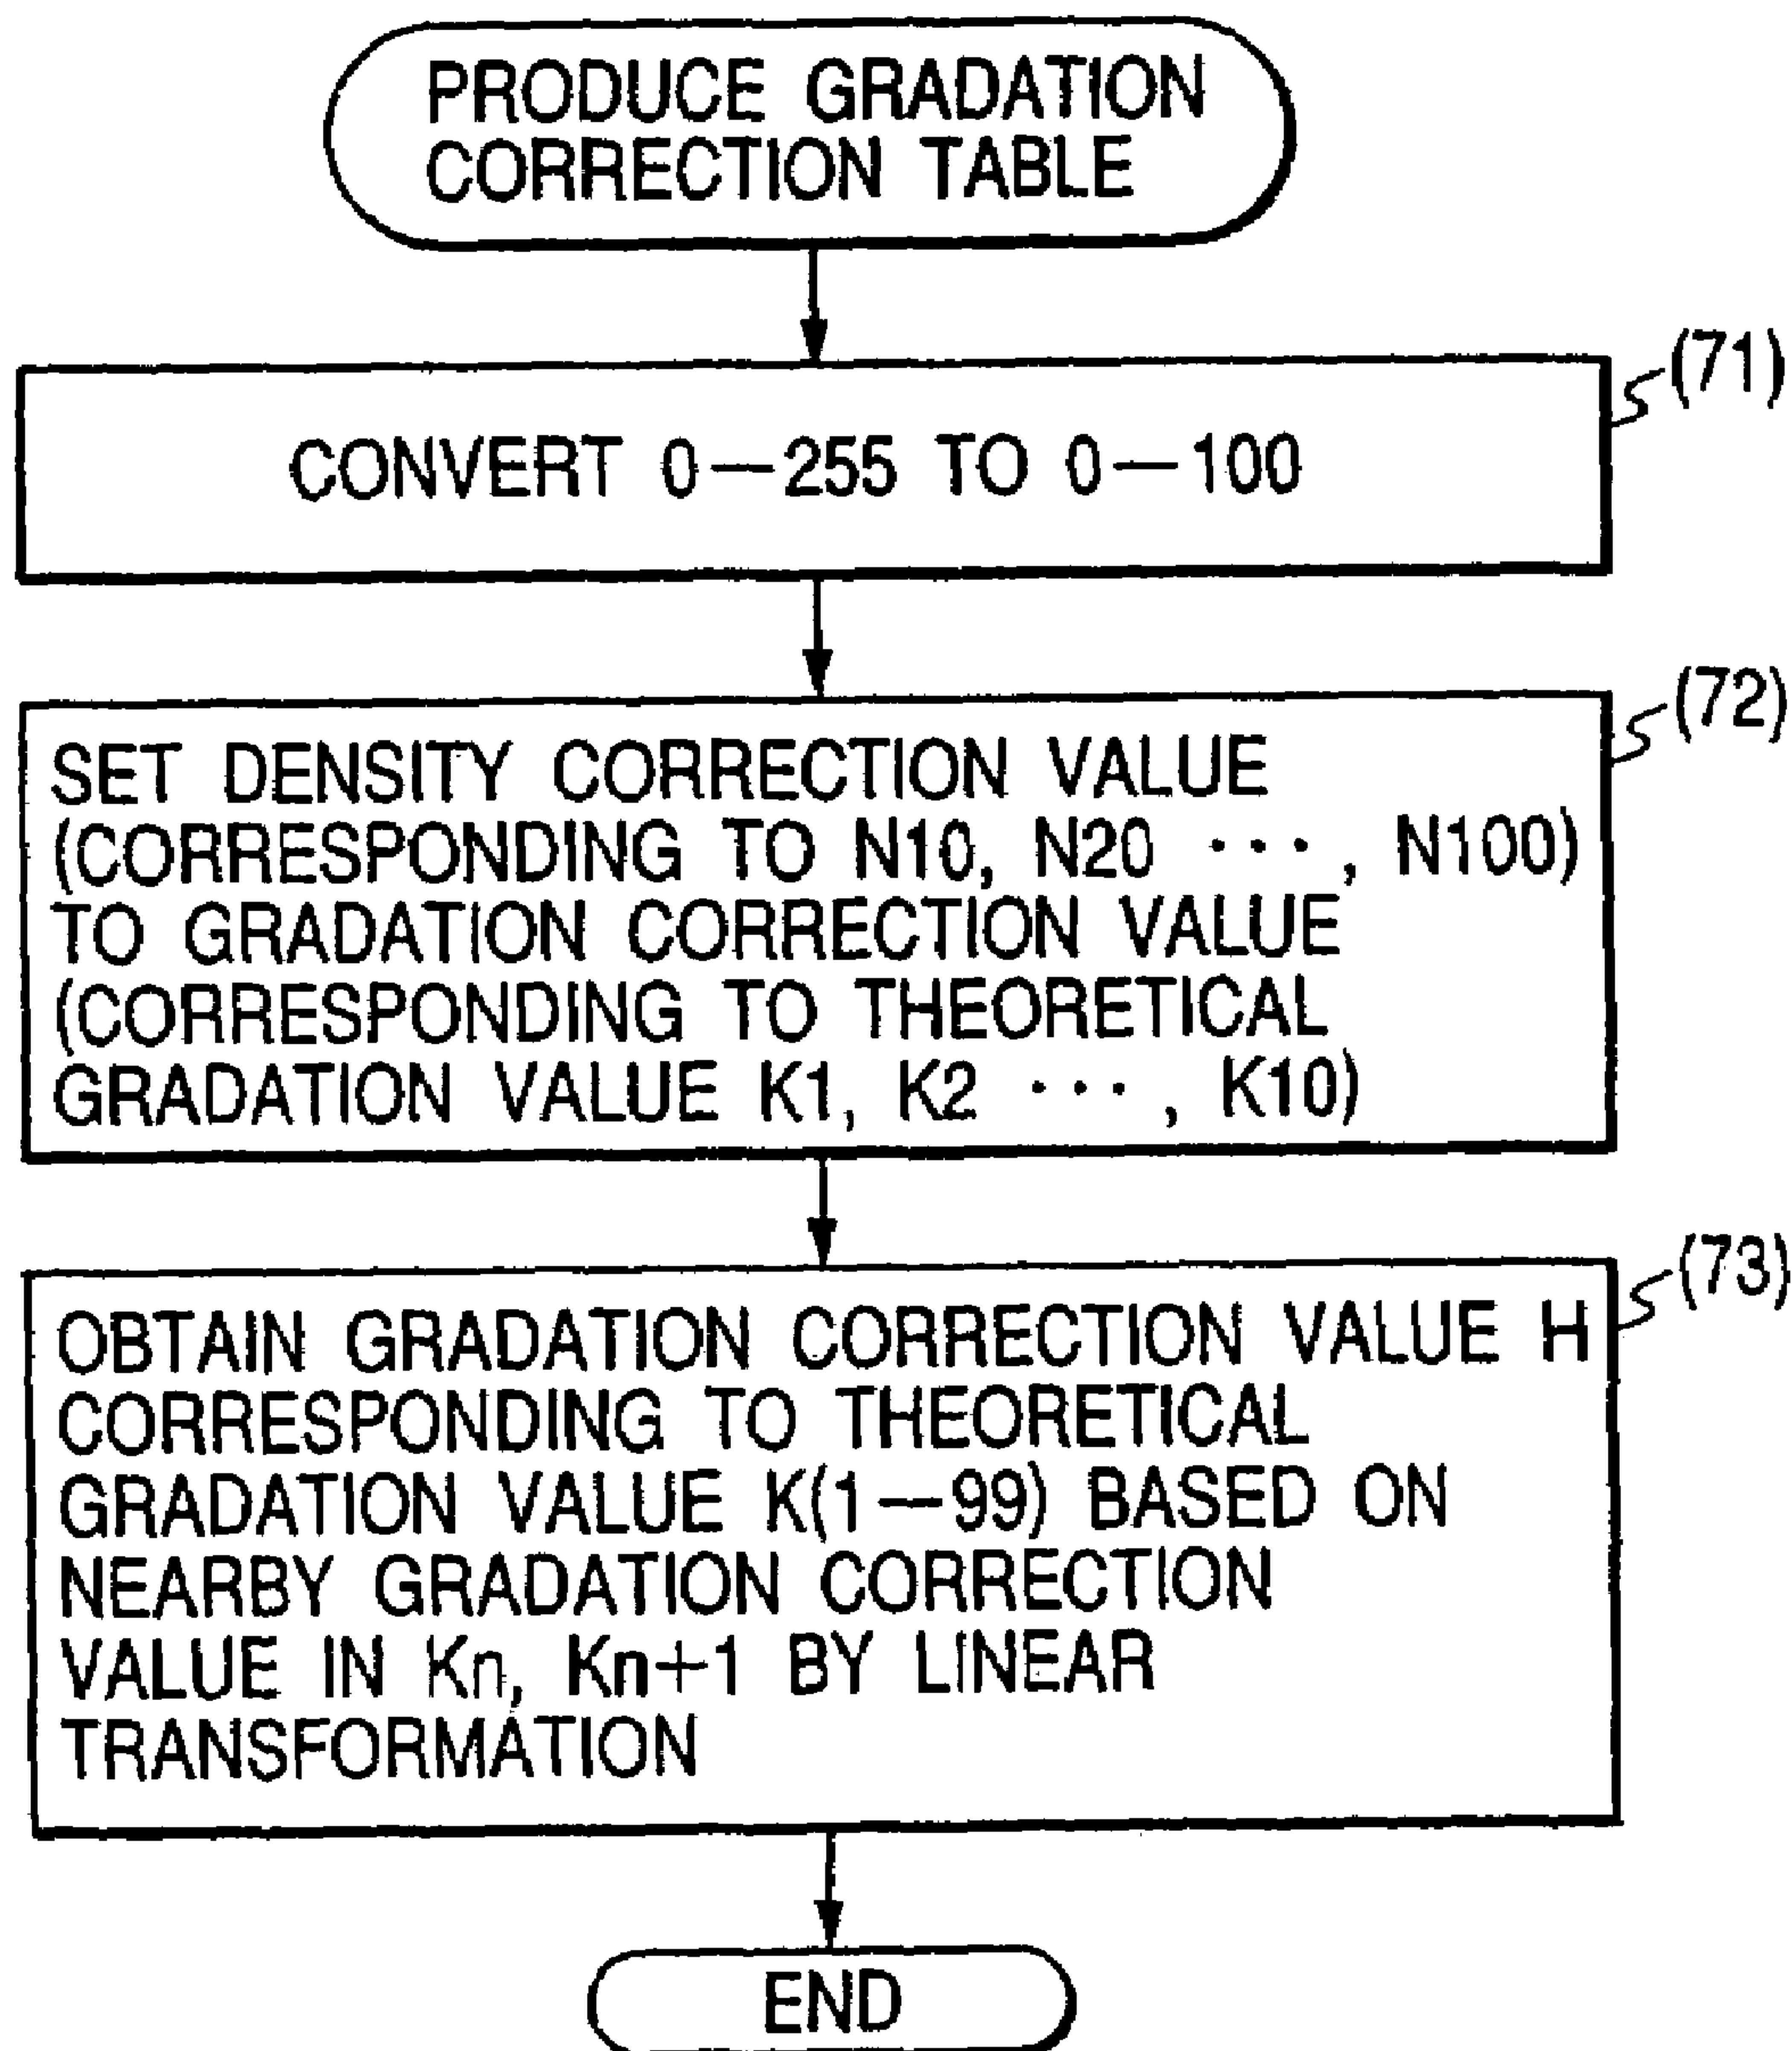 PRODUCE GRADATION
CORRECTION TABLE
(71)
CONVERT 0—255 TO 0—100
(72)
SET DENSITY CORRECTION VALUE
(CORRESPONDING TO N10, N20 ･･･, N100)
TO GRADATION CORRECTION VALUE
(CORRESPONDING TO THEORETICAL
GRADATION VALUE K1, K2 ･･･, K10)
(73)
OBTAIN GRADATION CORRECTION VALUE H
CORRESPONDING TO THEORETICAL
GRADATION VALUE K(1—99) BASED ON
NEARBY GRADATION CORRECTION
VALUE IN Kn, Kn+1 BY LINEAR
TRANSFORMATION
END